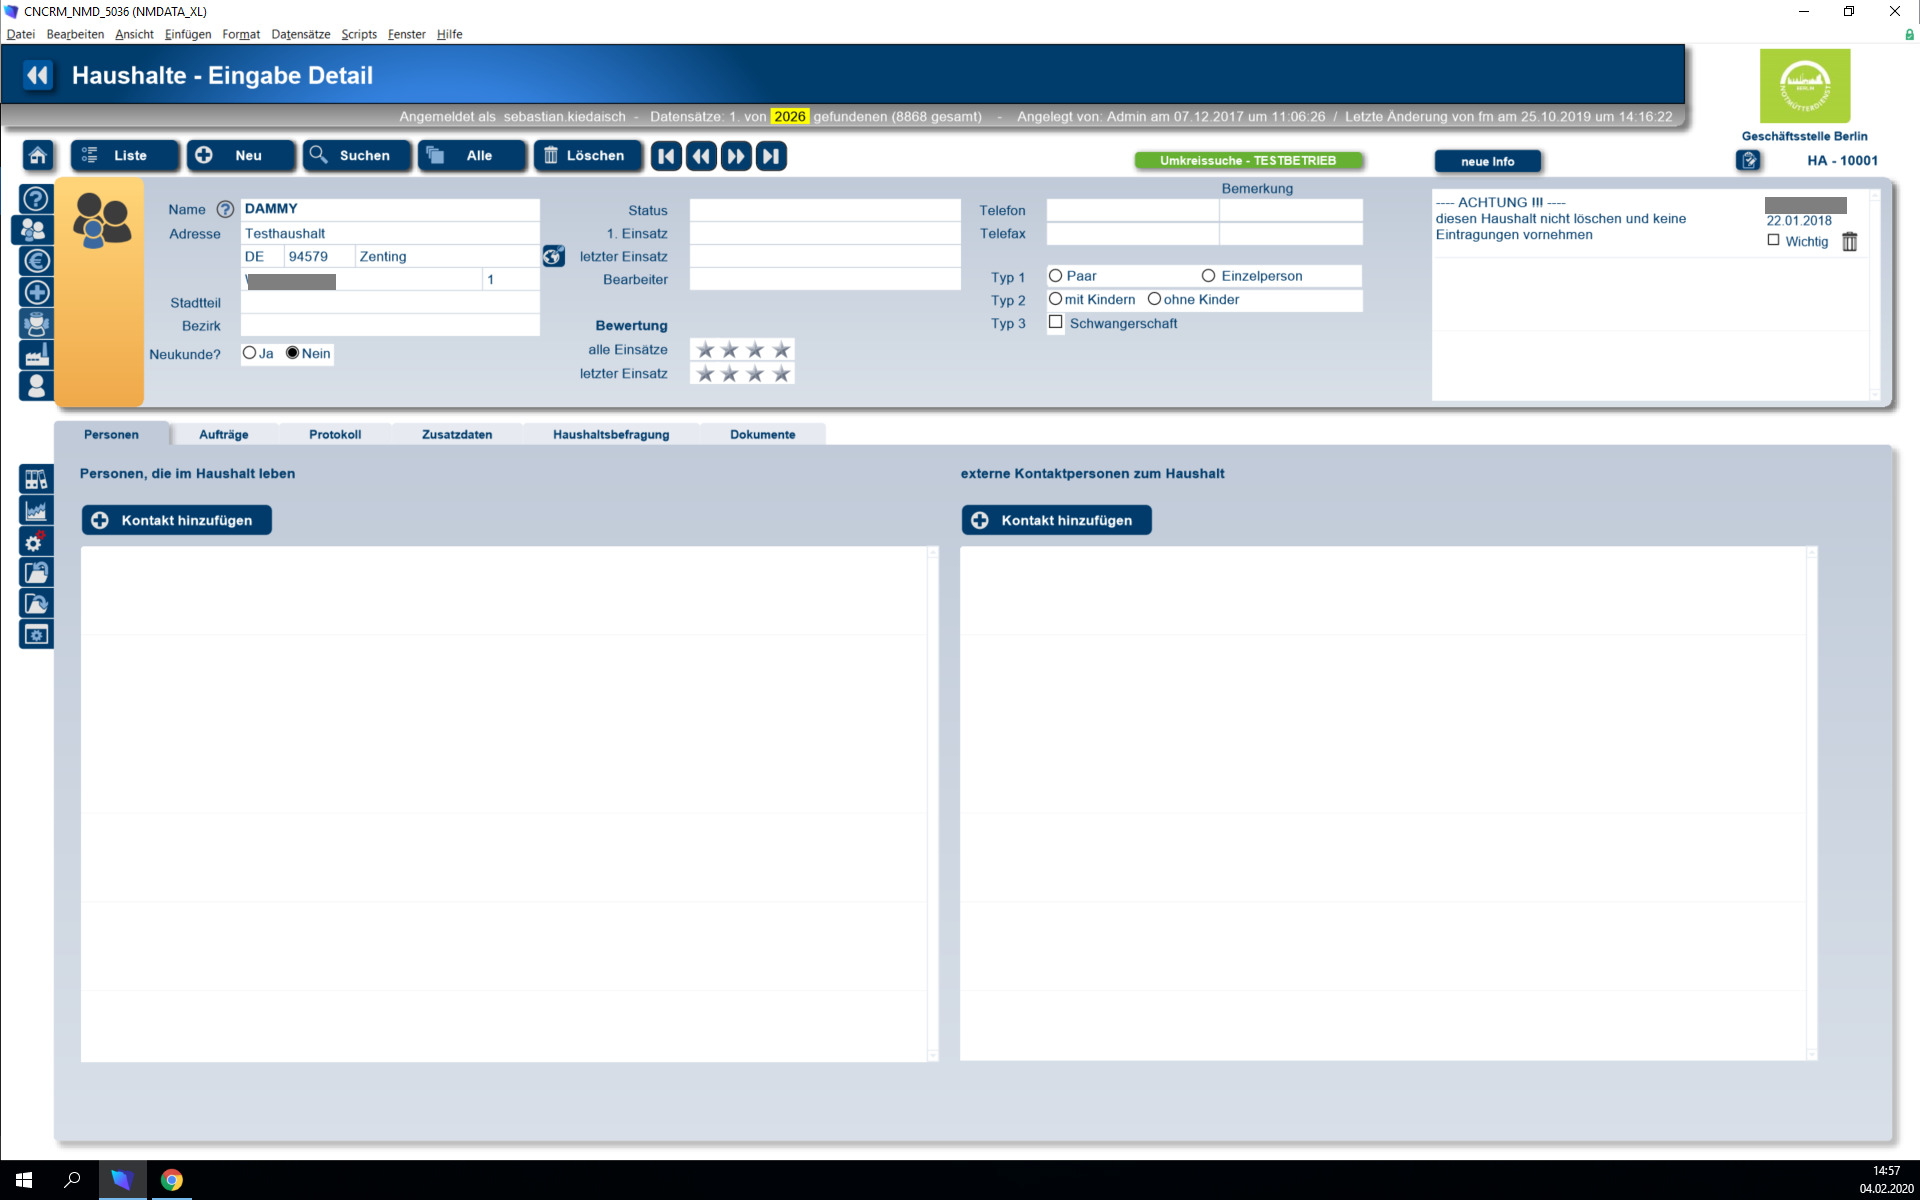 CNCRM_NMD_5036 (NMDATA_XL)
Datei Bearbeiten Ansicht Einfügen Format Datensätze Scripts Fenster Hilfe
Haushalte - Eingabe Detail
Angemeldet als sebastian.kiedaisch - Datensätze: 1. von 2026 gefundenen (8868 gesamt) - Angelegt von: Admin am 07.12.2017 um 11:06:26 / Letzte Änderung von fm am 25.10.2019 um 14:16:22
BERLIN
NOTMÜTTERDIENST
Geschäftsstelle Berlin
Liste Neu Suchen Alle Löschen
Umkreissuche - TESTBETRIEB
neue Info
HA - 10001
Name ? DAMMY
Adresse Testhaushalt
DE 94579 Zenting
1
Stadtteil
Bezirk
Neukunde? Ja Nein
Status
1. Einsatz
letzter Einsatz
Bearbeiter
Bewertung
alle Einsätze
letzter Einsatz
Bemerkung
Telefon
Telefax
Typ 1 Paar Einzelperson
Typ 2 mit Kindern ohne Kinder
Typ 3 Schwangerschaft
---- ACHTUNG !!! ----
diesen Haushalt nicht löschen und keine
Eintragungen vornehmen
22.01.2018
Wichtig
Personen Aufträge Protokoll Zusatzdaten Haushaltsbefragung Dokumente
Personen, die im Haushalt leben
Kontakt hinzufügen
externe Kontaktpersonen zum Haushalt
Kontakt hinzufügen
14:57
04.02.2020